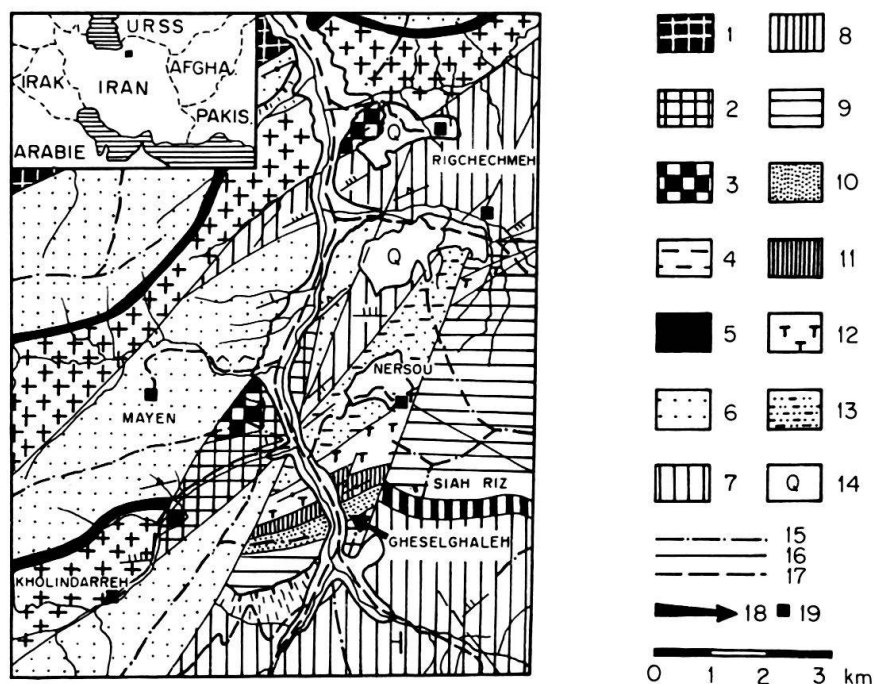 URSS
IRAK
IRAN
AFGHA.
PAKIS.
ARABIE
Q
RIGCHECHMEH
Q
NERSOU
MAYEN
SIAH RIZ
GHESELGHALEH
KHOLINDARREH
1
8
2
9
3
10
4
11
5
12
6
13
7
Q
14
15
16
17
18
19
0 1 2 3 km